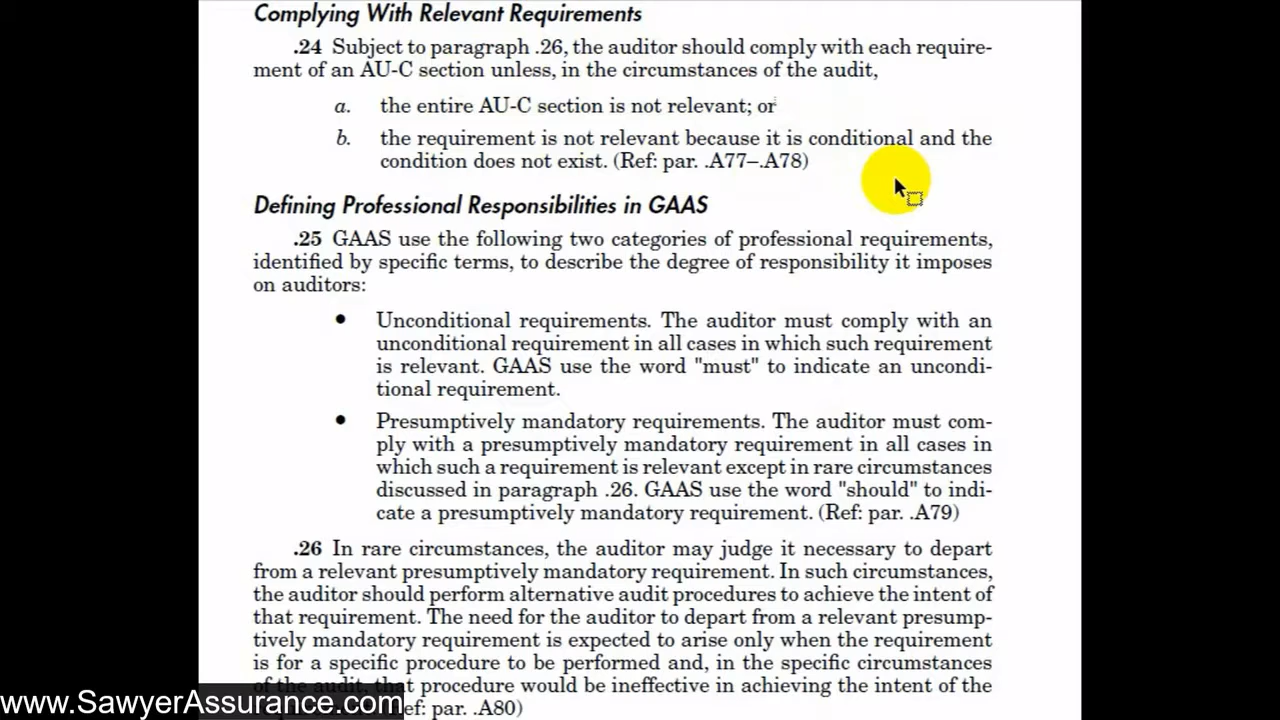 Complying With Relevant Requirements
.24 Subject to paragraph .26, the auditor should comply with each require-
ment of an AU-C section unless, in the circumstances of the audit,
a. the entire AU-C section is not relevant; or
b. the requirement is not relevant because it is conditional and the
condition does not exist. (Ref: par. .A77–.A78)
Defining Professional Responsibilities in GAAS
.25 GAAS use the following two categories of professional requirements,
identified by specific terms, to describe the degree of responsibility it imposes
on auditors:
• Unconditional requirements. The auditor must comply with an
unconditional requirement in all cases in which such requirement
is relevant. GAAS use the word "must" to indicate an uncondi-
tional requirement.
• Presumptively mandatory requirements. The auditor must com-
ply with a presumptively mandatory requirement in all cases in
which such a requirement is relevant except in rare circumstances
discussed in paragraph .26. GAAS use the word "should" to indi-
cate a presumptively mandatory requirement. (Ref: par. .A79)
.26 In rare circumstances, the auditor may judge it necessary to depart
from a relevant presumptively mandatory requirement. In such circumstances,
the auditor should perform alternative audit procedures to achieve the intent of
that requirement. The need for the auditor to depart from a relevant presump-
tively mandatory requirement is expected to arise only when the requirement
is for a specific procedure to be performed and, in the specific circumstances
of the audit, that procedure would be ineffective in achieving the intent of the
ef: par. .A80)
www.SawyerAssurance.com